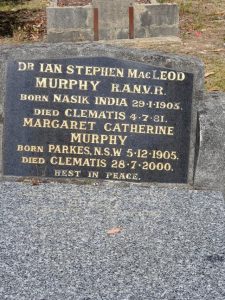 DR IAN STEPHEN MACLEOD
MURPHY R.A.N.V.R.
BORN NASIK INDIA 29·1·1905.
DIED CLEMATIS 4·7·81.
MARGARET CATHERINE
MURPHY
BORN PARKES, N.S.W 5·12·1905.
DIED CLEMATIS 28·7·2000.
REST IN PEACE.